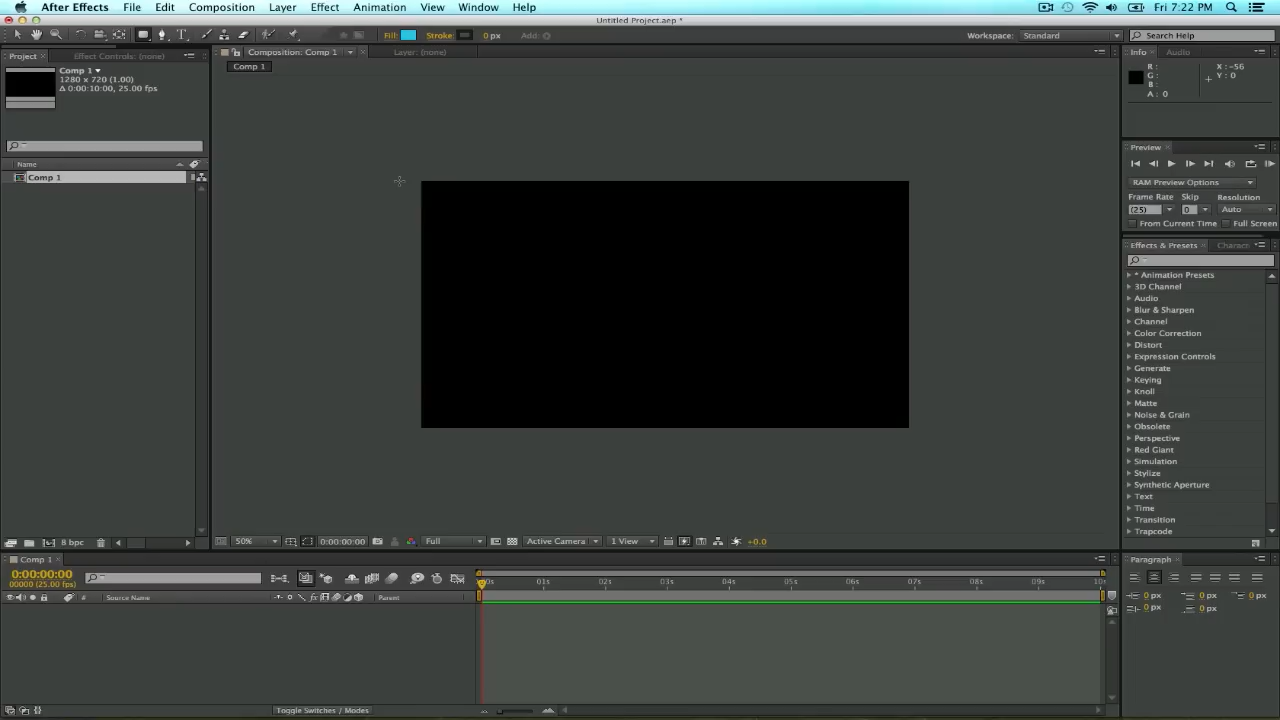 After Effects File Edit Composition Layer Effect Animation View Window Help Fri 7:22 PM
Untitled Project.aep *
Fill: Stroke: 0 px Add: Workspace: Standard Search Help
Project Effect Controls: (none) Composition: Comp 1 Layer: (none) Info Audio
Comp 1
Comp 1
1280 x 720 (1.00)
Δ 0:00:10:00, 25.00 fps
R :
G :
B :
A : 0
X : -56
Y : 0
Preview
RAM Preview Options
Frame Rate Skip Resolution
(25) 0 Auto
From Current Time Full Screen
Name
Comp 1
Effects & Presets
* Animation Presets
3D Channel
Audio
Blur & Sharpen
Channel
Color Correction
Distort
Expression Controls
Generate
Keying
Knoll
Matte
Noise & Grain
Obsolete
Perspective
Red Giant
Simulation
Stylize
Synthetic Aperture
Text
Time
Transition
Trapcode
8 bpc
50% 0:00:00:00 Full Active Camera 1 View +0.0
Comp 1
0:00:00:00
00000 (25.00 fps)
# Source Name Parent
01s 02s 03s 04s 05s 06s 07s 08s 09s
Paragraph
0 px 0 px 0 px
0 px 0 px
Toggle Switches / Modes